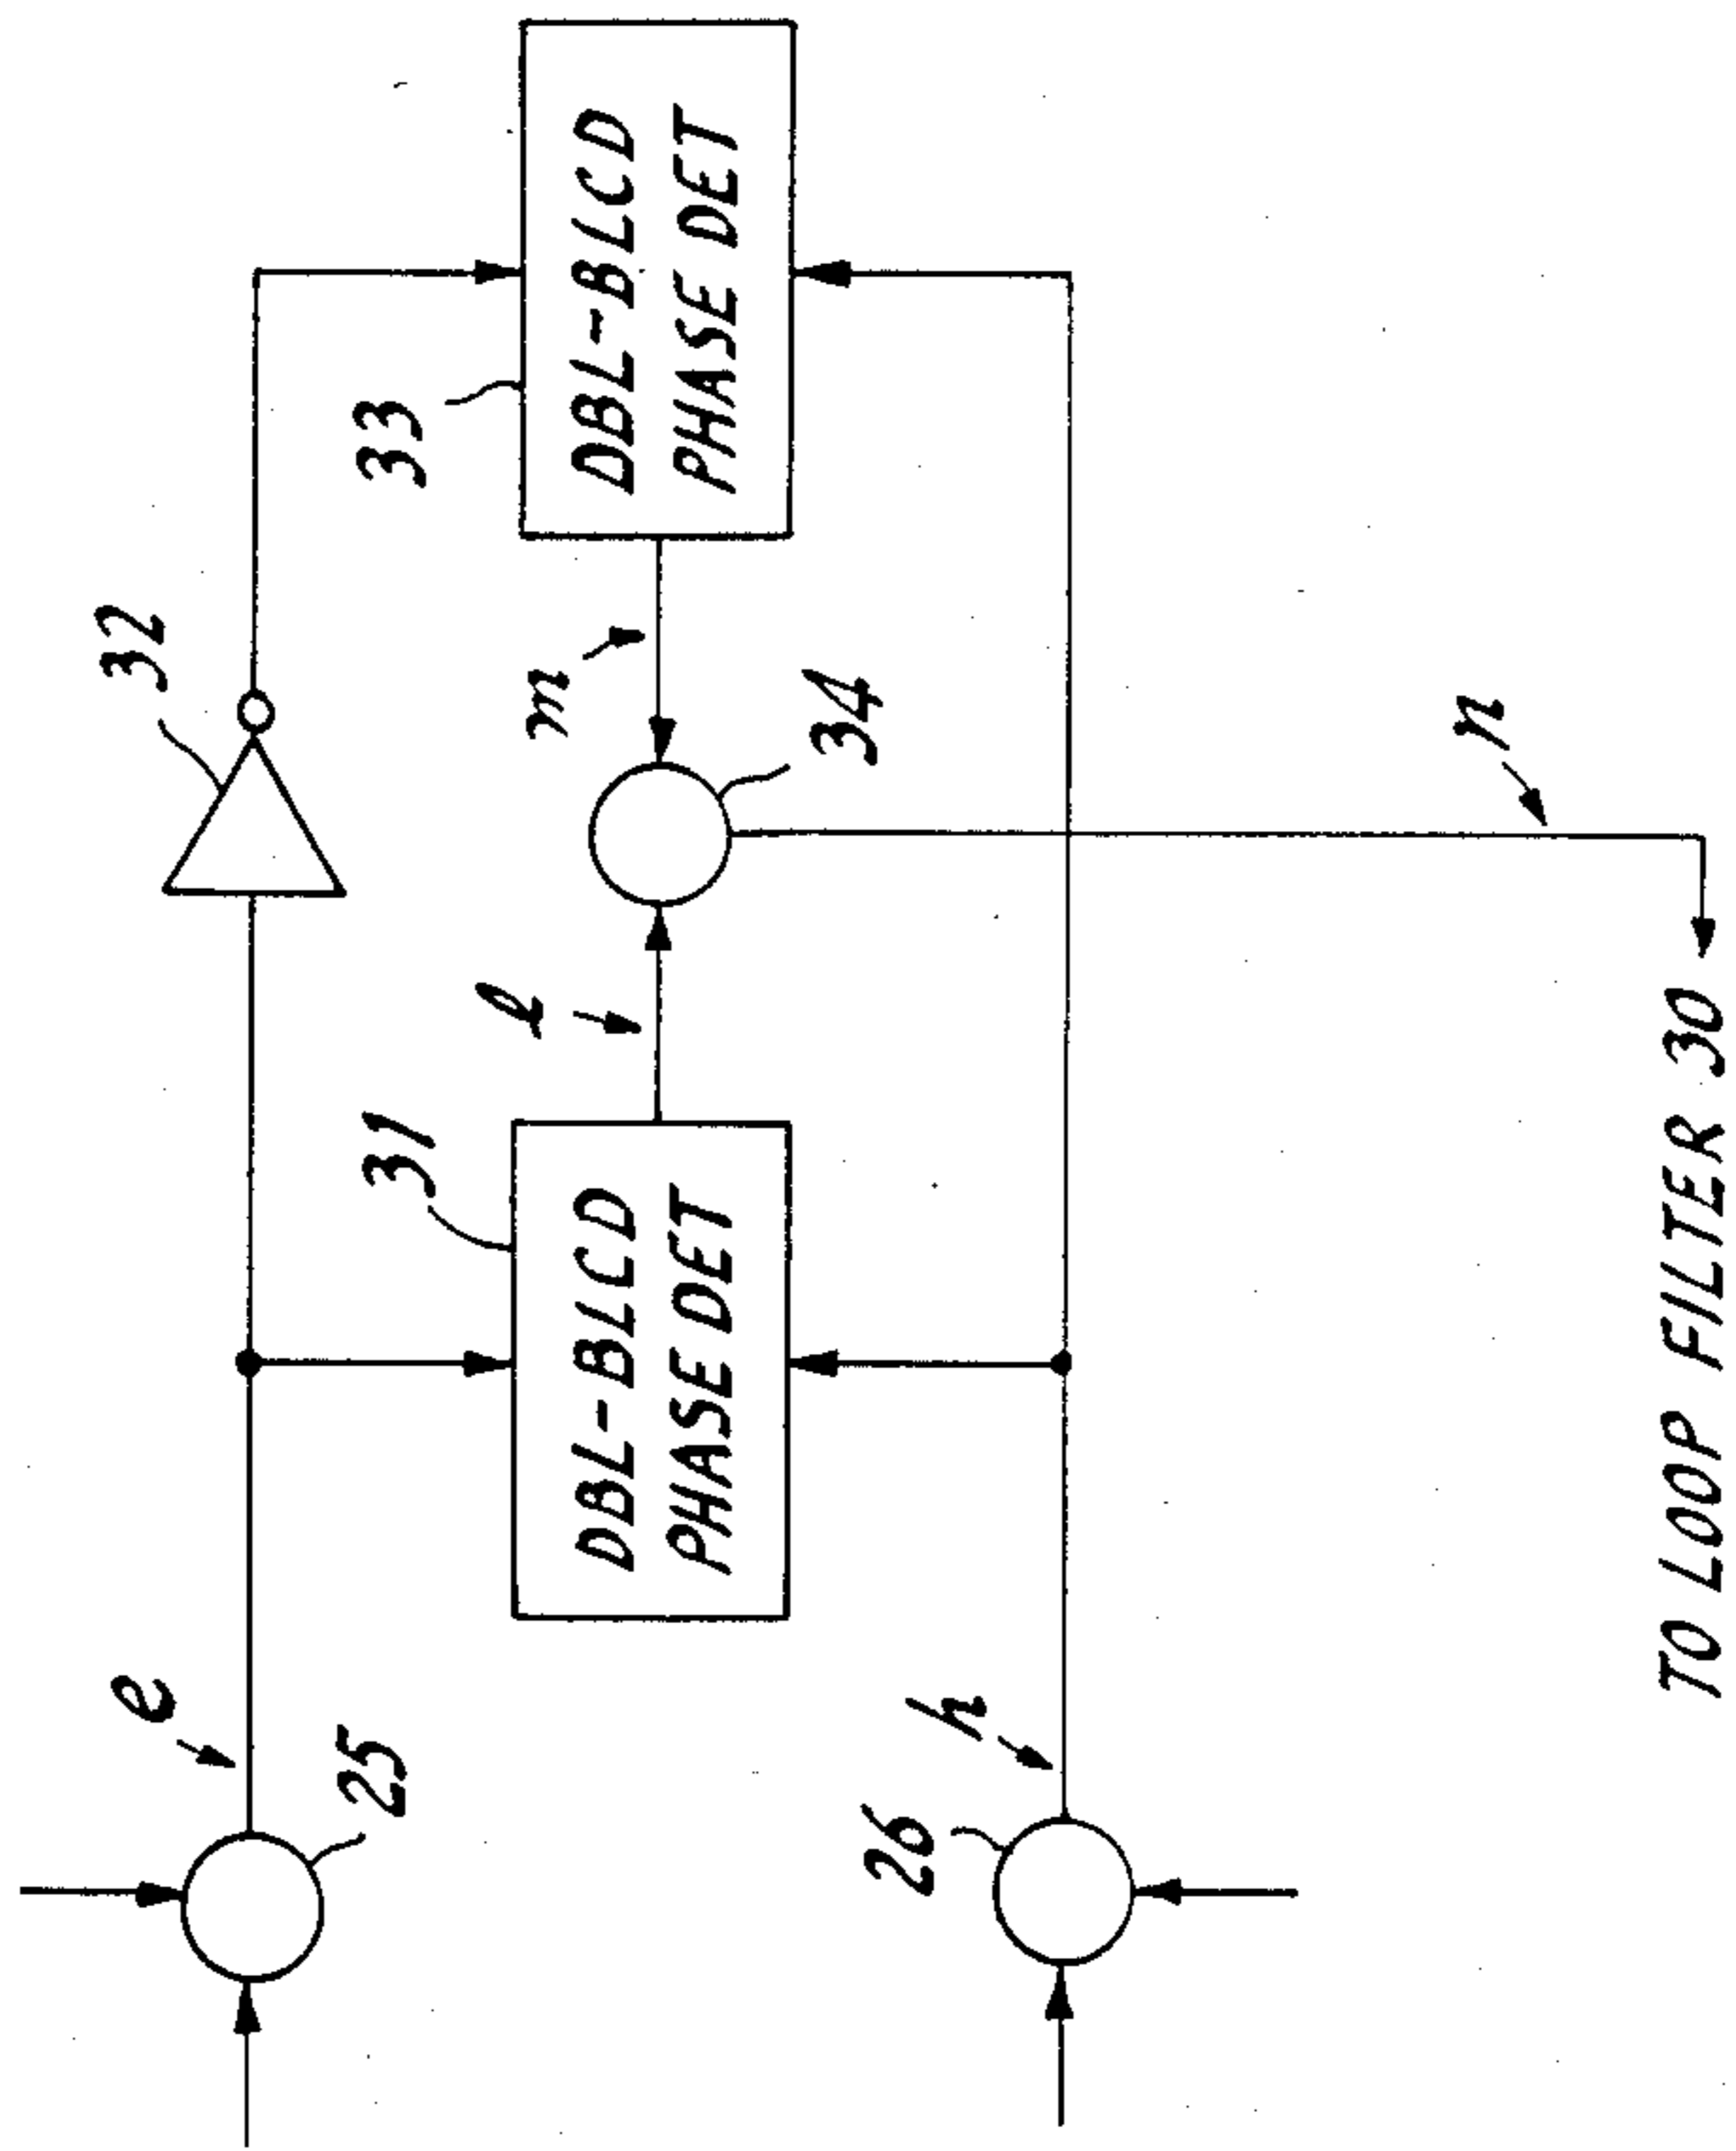 32
33
e
25
31
l
m
DBL-BLCD
PHASE DET
DBL-BLCD
PHASE DET
34
26
h
n
TO LOOP FILTER 30